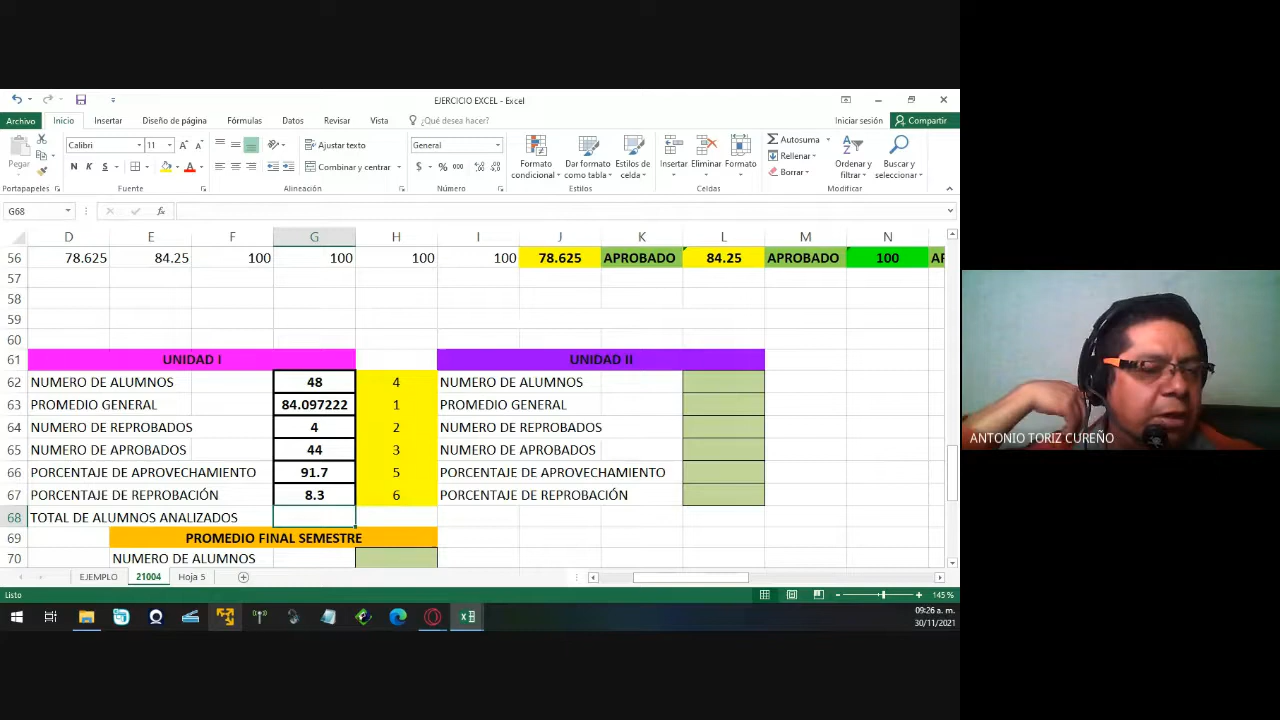 EJERCICIO EXCEL - Excel
Archivo Inicio Insertar Diseño de página Fórmulas Datos Revisar Vista ¿Qué desea hacer? Iniciar sesión Compartir
Pegar
Calibri 11
N K S
Ajustar texto
Combinar y centrar
General
$ % 000
Formato condicional
Dar formato como tabla
Estilos de celda
Insertar Eliminar Formato
Autosuma
Rellenar
Borrar
Ordenar y filtrar
Buscar y seleccionar
Portapapeles Fuente Alineación Número Estilos Celdas Modificar
G68 fx
D E F G H I J K L M N
56 78.625 84.25 100 100 100 100 78.625 APROBADO 84.25 APROBADO 100 AF
57
58
59
60
61 UNIDAD I UNIDAD II
62 NUMERO DE ALUMNOS 48 4 NUMERO DE ALUMNOS
63 PROMEDIO GENERAL 84.097222 1 PROMEDIO GENERAL
64 NUMERO DE REPROBADOS 4 2 NUMERO DE REPROBADOS
65 NUMERO DE APROBADOS 44 3 NUMERO DE APROBADOS
66 PORCENTAJE DE APROVECHAMIENTO 91.7 5 PORCENTAJE DE APROVECHAMIENTO
67 PORCENTAJE DE REPROBACIÓN 8.3 6 PORCENTAJE DE REPROBACIÓN
68 TOTAL DE ALUMNOS ANALIZADOS
69 PROMEDIO FINAL SEMESTRE
70 NUMERO DE ALUMNOS
EJEMPLO 21004 Hoja 5
Listo 145 %
09:26 a. m.
30/11/2021
ANTONIO TORIZ CUREÑO